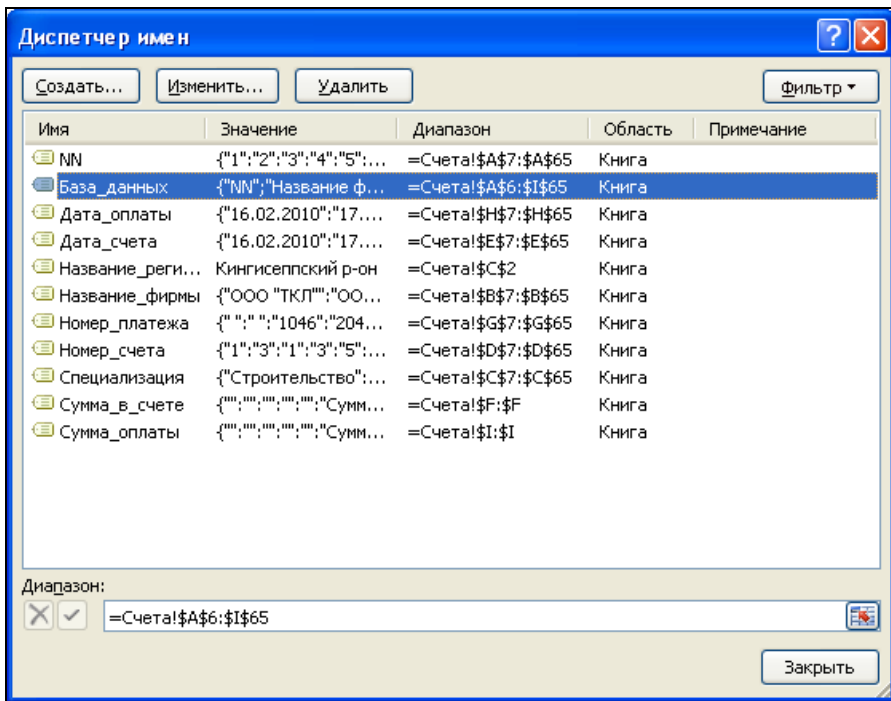 Диспетчер имен
Создать... Изменить... Удалить Фильтр
Имя Значение Диапазон Область Примечание
NN {"1":"2":"3":"4":"5":... =Счета!$A$7:$A$65 Книга
База_данных {"NN";"Название ф... =Счета!$A$6:$I$65 Книга
Дата_оплаты {"16.02.2010":"17.... =Счета!$H$7:$H$65 Книга
Дата_счета {"16.02.2010":"17.... =Счета!$E$7:$E$65 Книга
Название_реги... Кингисеппский р-он =Счета!$C$2 Книга
Название_фирмы {"ООО "ТКЛ"":"ОО... =Счета!$B$7:$B$65 Книга
Номер_платежа {" ":" ":"1046":"204... =Счета!$G$7:$G$65 Книга
Номер_счета {"1":"3":"1":"3":"5":... =Счета!$D$7:$D$65 Книга
Специализация {"Строительство":... =Счета!$C$7:$C$65 Книга
Сумма_в_счете {"":"":"":"":"":"Сумм... =Счета!$F:$F Книга
Сумма_оплаты {"":"":"":"":"":"Сумм... =Счета!$I:$I Книга
Диапазон:
=Счета!$A$6:$I$65
Закрыть